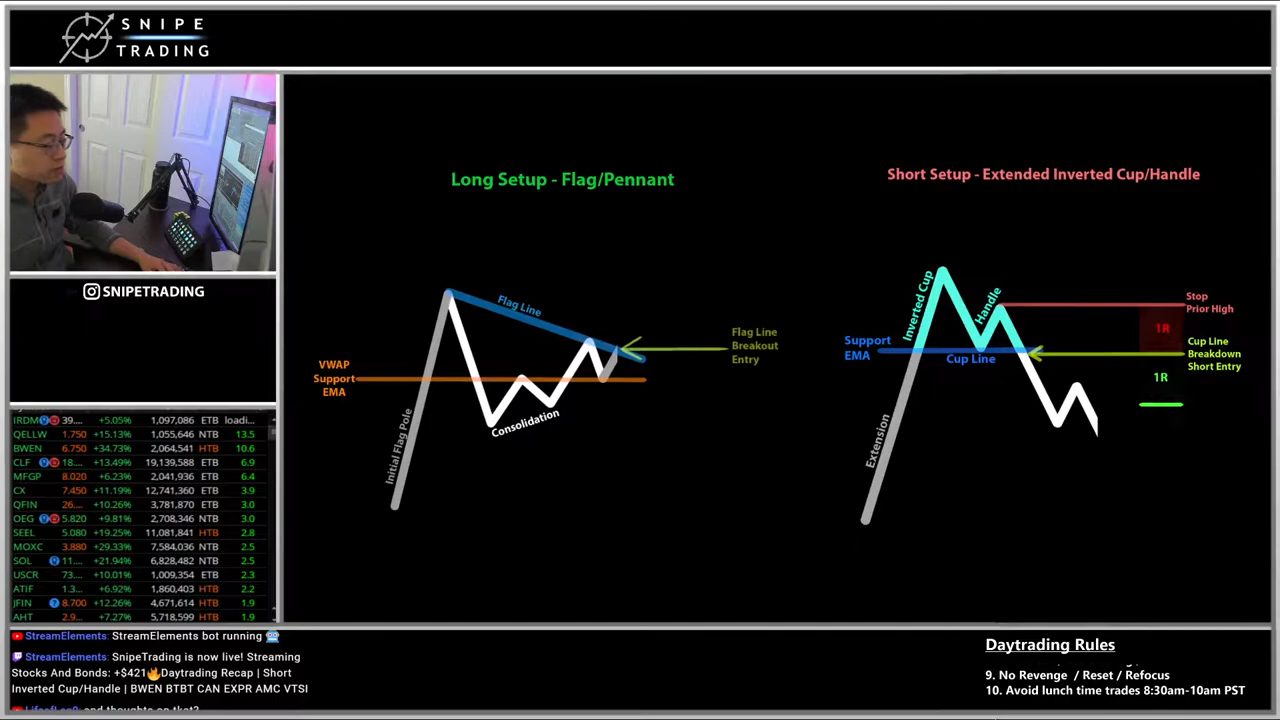 SNIPE
TRADING
SNIPETRADING
Long Setup - Flag/Pennant
Flag Line
Flag Line
Breakout
Entry
VWAP
Support
EMA
Consolidation
Initial Flag Pole
Short Setup - Extended Inverted Cup/Handle
Inverted Cup
Handle
Stop
Prior High
1R
Support
EMA
Cup Line
Cup Line
Breakdown
Short Entry
1R
Extension
IRDM 39.... +5.05% 1,097,086 ETB loadi...
QELLW 1.750 +15.13% 1,055,646 NTB 13.5
BWEN 6.750 +34.73% 2,064,541 HTB 10.6
CLF 18.... +13.49% 19,139,588 ETB 6.9
MFGP 8.020 +6.23% 2,041,936 ETB 6.4
CX 7.450 +11.19% 12,741,360 ETB 3.9
QFIN 26.... +10.26% 3,781,870 ETB 3.0
OEG 5.820 +9.81% 2,708,346 NTB 3.0
SEEL 5.080 +19.25% 11,081,841 HTB 2.8
MOXC 3.880 +29.33% 7,584,036 NTB 2.5
SOL 11.... +21.94% 6,828,482 NTB 2.5
USCR 73.... +10.01% 1,009,354 ETB 2.3
ATIF 1.3... +6.92% 1,860,403 HTB 2.2
JFIN 8.700 +12.26% 4,671,614 HTB 1.9
AHT 2.9... +7.27% 5,718,599 HTB 1.9
StreamElements: StreamElements bot running
StreamElements: SnipeTrading is now live! Streaming
Stocks And Bonds: +$421🔥Daytrading Recap | Short
Inverted Cup/Handle | BWEN BTBT CAN EXPR AMC VTSI
and thoughts on that?
Daytrading Rules
9. No Revenge / Reset / Refocus
10. Avoid lunch time trades 8:30am-10am PST